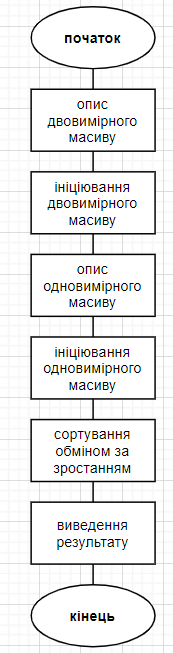 початок
опис
двовимірного
масиву
ініціювання
двовимірного
масиву
опис
одновимірного
масиву
ініціювання
одновимірного
масиву
сортування
обміном за
зростанням
виведення
результату
кінець